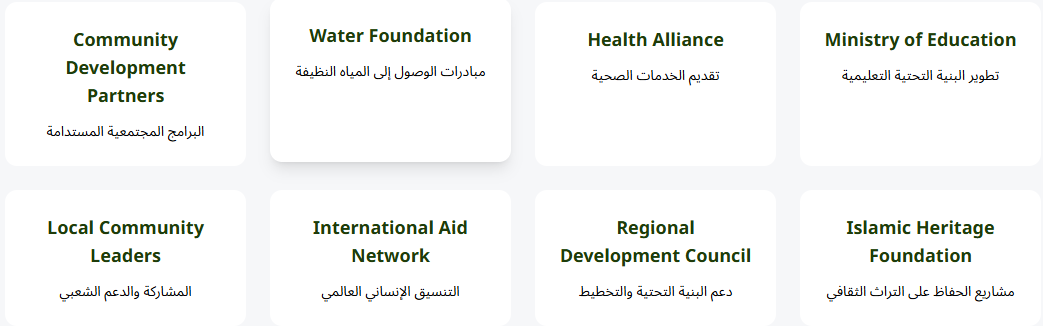 Community
Development
Partners
البرامج المجتمعية المستدامة
Water Foundation
مبادرات الوصول إلى المياه النظيفة
Health Alliance
تقديم الخدمات الصحية
Ministry of Education
تطوير البنية التحتية التعليمية
Local Community
Leaders
المشاركة والدعم الشعبي
International Aid
Network
التنسيق الإنساني العالمي
Regional
Development Council
دعم البنية التحتية والتخطيط
Islamic Heritage
Foundation
مشاريع الحفاظ على التراث الثقافي